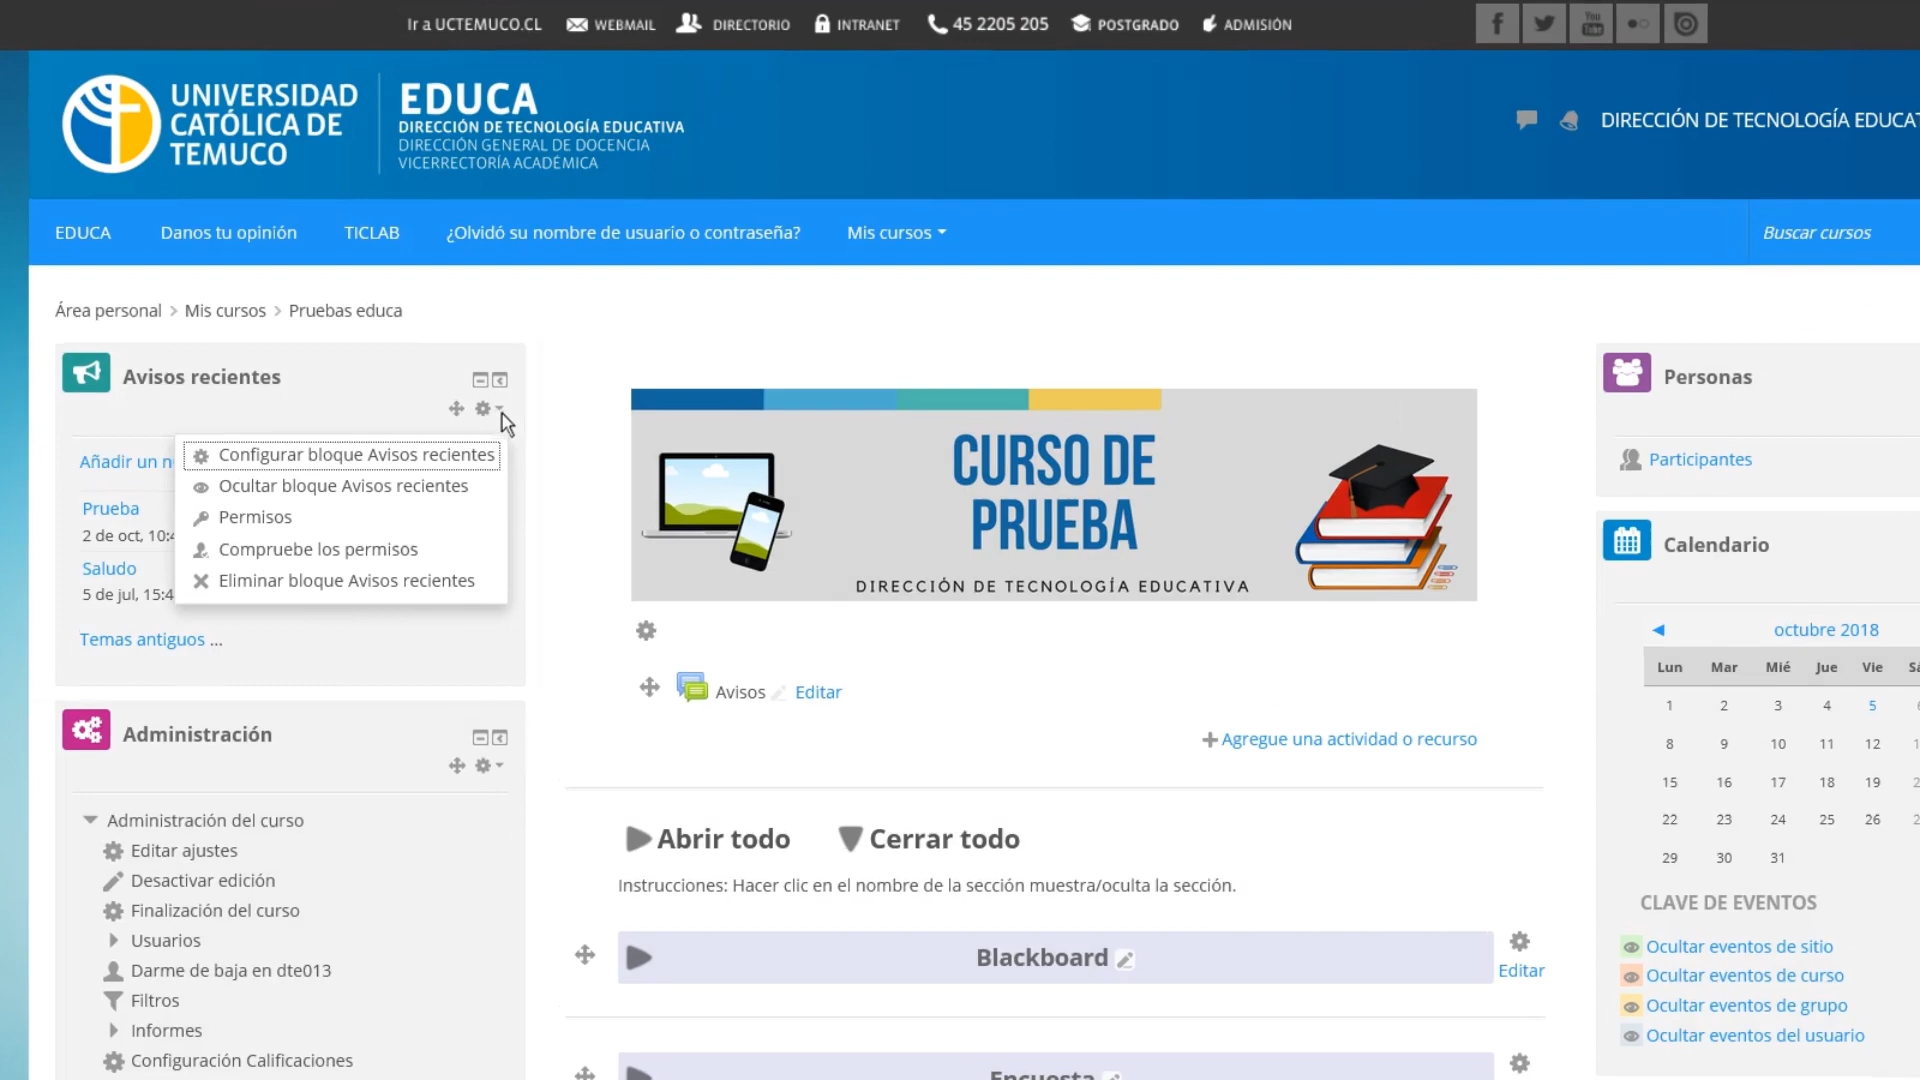 Ir a UCTEMUCO.CL WEBMAIL DIRECTORIO INTRANET 45 2205 205 POSTGRADO ADMISIÓN
UNIVERSIDAD
CATÓLICA DE
TEMUCO
EDUCA
DIRECCIÓN DE TECNOLOGÍA EDUCATIVA
DIRECCIÓN GENERAL DE DOCENCIA
VICERRECTORÍA ACADÉMICA
DIRECCIÓN DE TECNOLOGÍA EDUCAT
EDUCA Danos tu opinión TICLAB ¿Olvidó su nombre de usuario o contraseña? Mis cursos Buscar cursos
Área personal > Mis cursos > Pruebas educa
Avisos recientes
Añadir un n
Prueba
2 de oct, 10:4
Saludo
5 de jul, 15:4
Temas antiguos ...
Configurar bloque Avisos recientes
Ocultar bloque Avisos recientes
Permisos
Compruebe los permisos
Eliminar bloque Avisos recientes
Administración
Administración del curso
Editar ajustes
Desactivar edición
Finalización del curso
Usuarios
Darme de baja en dte013
Filtros
Informes
Configuración Calificaciones
CURSO DE
PRUEBA
DIRECCIÓN DE TECNOLOGÍA EDUCATIVA
Avisos Editar
+ Agregue una actividad o recurso
Abrir todo Cerrar todo
Instrucciones: Hacer clic en el nombre de la sección muestra/oculta la sección.
Blackboard
Editar
Encuesta
Personas
Participantes
Calendario
octubre 2018
Lun Mar Mié Jue Vie Sá
1 2 3 4 5
8 9 10 11 12
15 16 17 18 19
22 23 24 25 26
29 30 31
CLAVE DE EVENTOS
Ocultar eventos de sitio
Ocultar eventos de curso
Ocultar eventos de grupo
Ocultar eventos del usuario